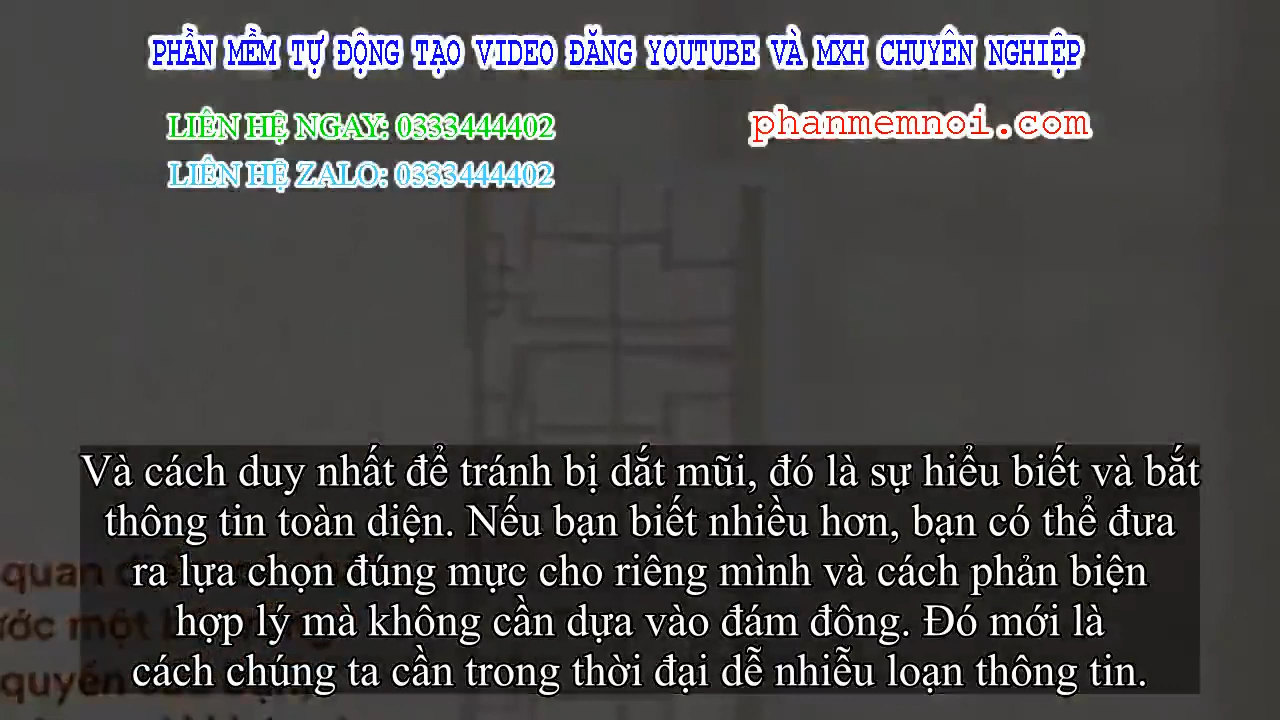 PHẦN MỀM TỰ ĐỘNG TẠO VIDEO ĐĂNG YOUTUBE VÀ MXH CHUYÊN NGHIỆP
LIÊN HỆ NGAY: 0333444402
phanmemnoi.com
LIÊN HỆ ZALO: 0333444402
Và cách duy nhất để tránh bị dắt mũi, đó là sự hiểu biết và bắt
thông tin toàn diện. Nếu bạn biết nhiều hơn, bạn có thể đưa
ra lựa chọn đúng mực cho riêng mình và cách phản biện
hợp lý mà không cần dựa vào đám đông. Đó mới là
cách chúng ta cần trong thời đại dễ nhiễu loạn thông tin.
quan
một
quyền